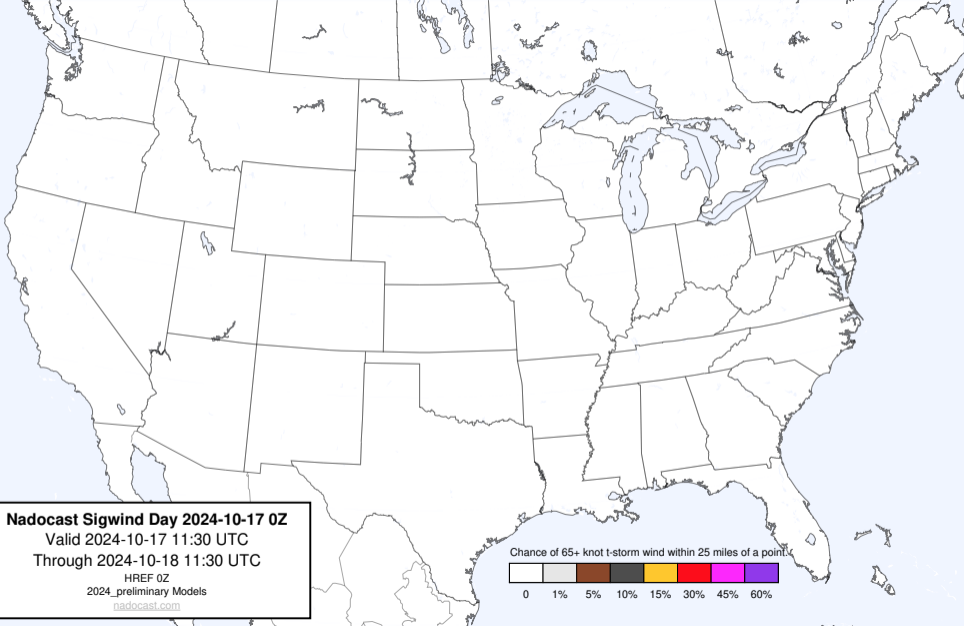 Nadocast Sigwind Day 2024-10-17 0Z
Valid 2024-10-17 11:30 UTC
Through 2024-10-18 11:30 UTC
HREF 0Z
2024_preliminary Models
nadocast.com
Chance of 65+ knot t-storm wind within 25 miles of a point.
0 1% 5% 10% 15% 30% 45% 60%